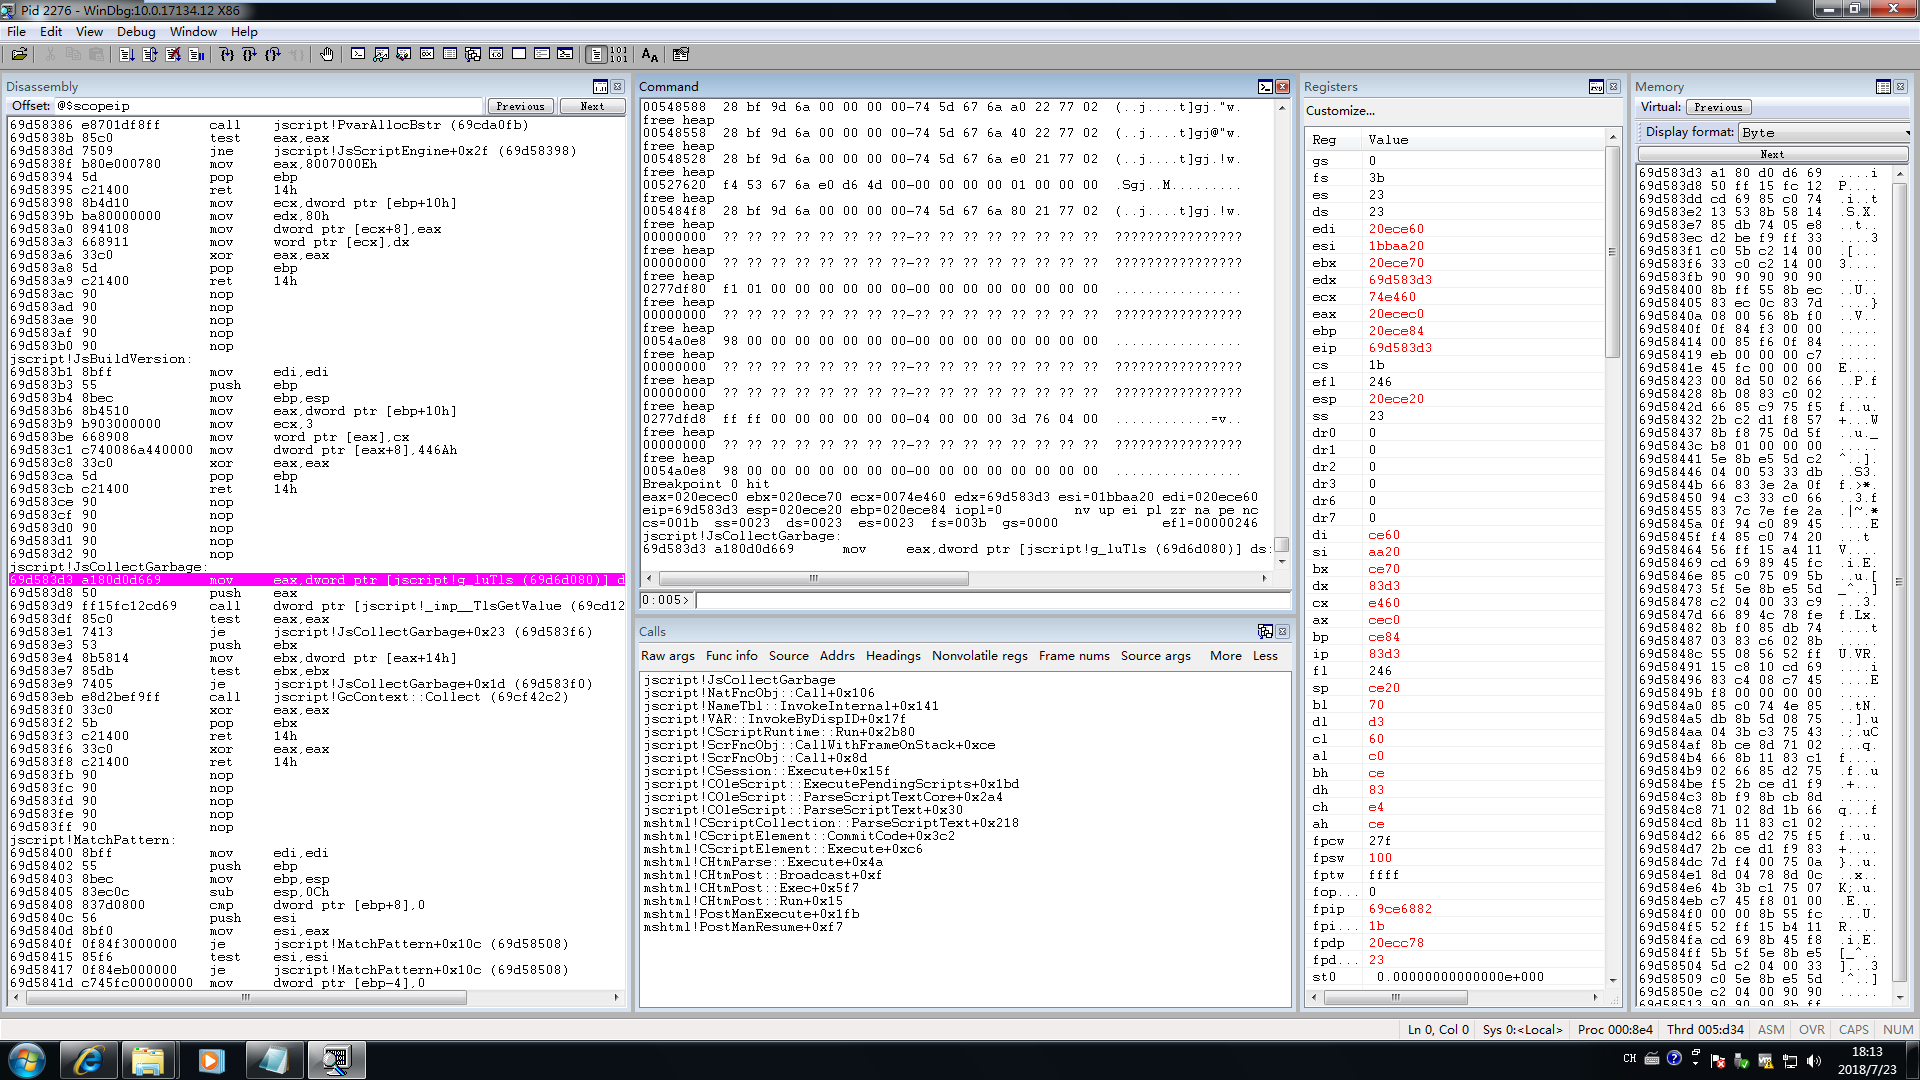 Pid 2276 - WinDbg:10.0.17134.12 X86
File Edit View Debug Window Help
Disassembly
Offset: @$scopeip Previous Next
69d58386 e8701df8ff call jscript!PvarAllocBstr (69cda0fb)
69d5838b 85c0 test eax,eax
69d5838d 7509 jne jscript!JsScriptEngine+0x2f (69d58398)
69d5838f b80e000780 mov eax,8007000Eh
69d58394 5d pop ebp
69d58395 c21400 ret 14h
69d58398 8b4d10 mov ecx,dword ptr [ebp+10h]
69d5839b ba80000000 mov edx,80h
69d583a0 894108 mov dword ptr [ecx+8],eax
69d583a3 668911 mov word ptr [ecx],dx
69d583a6 33c0 xor eax,eax
69d583a8 5d pop ebp
69d583a9 c21400 ret 14h
69d583ac 90 nop
69d583ad 90 nop
69d583ae 90 nop
69d583af 90 nop
69d583b0 90 nop
jscript!JsBuildVersion:
69d583b1 8bff mov edi,edi
69d583b3 55 push ebp
69d583b4 8bec mov ebp,esp
69d583b6 8b4510 mov eax,dword ptr [ebp+10h]
69d583b9 b903000000 mov ecx,3
69d583be 668908 mov word ptr [eax],cx
69d583c1 c740086a440000 mov dword ptr [eax+8],446Ah
69d583c8 33c0 xor eax,eax
69d583ca 5d pop ebp
69d583cb c21400 ret 14h
69d583ce 90 nop
69d583cf 90 nop
69d583d0 90 nop
69d583d1 90 nop
69d583d2 90 nop
jscript!JsCollectGarbage:
69d583d3 a180d0d669 mov eax,dword ptr [jscript!g_luTls (69d6d080)] d
69d583d8 50 push eax
69d583d9 ff15fc12cd69 call dword ptr [jscript!_imp__TlsGetValue (69cd12
69d583df 85c0 test eax,eax
69d583e1 7413 je jscript!JsCollectGarbage+0x23 (69d583f6)
69d583e3 53 push ebx
69d583e4 8b5814 mov ebx,dword ptr [eax+14h]
69d583e7 85db test ebx,ebx
69d583e9 7405 je jscript!JsCollectGarbage+0x1d (69d583f0)
69d583eb e8d2bef9ff call jscript!GcContext::Collect (69cf42c2)
69d583f0 33c0 xor eax,eax
69d583f2 5b pop ebx
69d583f3 c21400 ret 14h
69d583f6 33c0 xor eax,eax
69d583f8 c21400 ret 14h
69d583fb 90 nop
69d583fc 90 nop
69d583fd 90 nop
69d583fe 90 nop
69d583ff 90 nop
jscript!MatchPattern:
69d58400 8bff mov edi,edi
69d58402 55 push ebp
69d58403 8bec mov ebp,esp
69d58405 83ec0c sub esp,0Ch
69d58408 837d0800 cmp dword ptr [ebp+8],0
69d5840c 56 push esi
69d5840d 8bf0 mov esi,eax
69d5840f 0f84f3000000 je jscript!MatchPattern+0x10c (69d58508)
69d58415 85f6 test esi,esi
69d58417 0f84eb000000 je jscript!MatchPattern+0x10c (69d58508)
69d5841d c745fc00000000 mov dword ptr [ebp-4],0
Command
00548588 28 bf 9d 6a 00 00 00 00-74 5d 67 6a a0 22 77 02 (..j....t]gj."w.
free heap
00548558 28 bf 9d 6a 00 00 00 00-74 5d 67 6a 40 22 77 02 (..j....t]gj@"w.
free heap
00548528 28 bf 9d 6a 00 00 00 00-74 5d 67 6a e0 21 77 02 (..j....t]gj.!w.
free heap
00527620 f4 53 67 6a e0 d6 4d 00-00 00 00 00 01 00 00 00 .Sgj..M.........
free heap
005484f8 28 bf 9d 6a 00 00 00 00-74 5d 67 6a 80 21 77 02 (..j....t]gj.!w.
free heap
00000000 ?? ?? ?? ?? ?? ?? ?? ??-?? ?? ?? ?? ?? ?? ?? ?? ????????????????
free heap
00000000 ?? ?? ?? ?? ?? ?? ?? ??-?? ?? ?? ?? ?? ?? ?? ?? ????????????????
free heap
0277df80 f1 01 00 00 00 00 00 00-00 00 00 00 00 00 00 00 ................
free heap
00000000 ?? ?? ?? ?? ?? ?? ?? ??-?? ?? ?? ?? ?? ?? ?? ?? ????????????????
free heap
0054a0e8 98 00 00 00 00 00 00 00-00 00 00 00 00 00 00 00 ................
free heap
00000000 ?? ?? ?? ?? ?? ?? ?? ??-?? ?? ?? ?? ?? ?? ?? ?? ????????????????
free heap
00000000 ?? ?? ?? ?? ?? ?? ?? ??-?? ?? ?? ?? ?? ?? ?? ?? ????????????????
free heap
0277dfd8 ff ff 00 00 00 00 00 00-04 00 00 00 3d 76 04 00 ............=v..
free heap
00000000 ?? ?? ?? ?? ?? ?? ?? ??-?? ?? ?? ?? ?? ?? ?? ?? ????????????????
free heap
0054a0e8 98 00 00 00 00 00 00 00-00 00 00 00 00 00 00 00 ................
Breakpoint 0 hit
eax=020ecec0 ebx=020ece70 ecx=0074e460 edx=69d583d3 esi=01bbaa20 edi=020ece60
eip=69d583d3 esp=020ece20 ebp=020ece84 iopl=0 nv up ei pl zr na pe nc
cs=001b ss=0023 ds=0023 es=0023 fs=003b gs=0000 efl=00000246
jscript!JsCollectGarbage:
69d583d3 a180d0d669 mov eax,dword ptr [jscript!g_luTls (69d6d080)] ds:
0:005>
Calls
Raw args Func info Source Addrs Headings Nonvolatile regs Frame nums Source args More Less
jscript!JsCollectGarbage
jscript!NatFncObj::Call+0x106
jscript!NameTbl::InvokeInternal+0x141
jscript!VAR::InvokeByDispID+0x17f
jscript!CScriptRuntime::Run+0x2b80
jscript!ScrFncObj::CallWithFrameOnStack+0xce
jscript!ScrFncObj::Call+0x8d
jscript!CSession::Execute+0x15f
jscript!COleScript::ExecutePendingScripts+0x1bd
jscript!COleScript::ParseScriptTextCore+0x2a4
jscript!COleScript::ParseScriptText+0x30
mshtml!CScriptCollection::ParseScriptText+0x218
mshtml!CScriptElement::CommitCode+0x3c2
mshtml!CScriptElement::Execute+0xc6
mshtml!CHtmParse::Execute+0x4a
mshtml!CHtmPost::Broadcast+0xf
mshtml!CHtmPost::Exec+0x5f7
mshtml!CHtmPost::Run+0x15
mshtml!PostManExecute+0x1fb
mshtml!PostManResume+0xf7
Registers
Customize...
Reg Value
gs 0
fs 3b
es 23
ds 23
edi 20ece60
esi 1bbaa20
ebx 20ece70
edx 69d583d3
ecx 74e460
eax 20ecec0
ebp 20ece84
eip 69d583d3
cs 1b
efl 246
esp 20ece20
ss 23
dr0 0
dr1 0
dr2 0
dr3 0
dr6 0
dr7 0
di ce60
si aa20
bx ce70
dx 83d3
cx e460
ax cec0
bp ce84
ip 83d3
fl 246
sp ce20
bl 70
dl d3
cl 60
al c0
bh ce
dh 83
ch e4
ah ce
fpcw 27f
fpsw 100
fptw ffff
fop... 0
fpip 69ce6882
fpi... 1b
fpdp 20ecc78
fpd... 23
st0 0.00000000000000e+000
Memory
Virtual: Previous
Display format: Byte
Next
69d583d3 a1 80 d0 d6 69 ....i
69d583d8 50 ff 15 fc 12 P....
69d583dd cd 69 85 c0 74 .i..t
69d583e2 13 53 8b 58 14 .S.X.
69d583e7 85 db 74 05 e8 ..t..
69d583ec d2 be f9 ff 33 ....3
69d583f1 c0 5b c2 14 00 .[...
69d583f6 33 c0 c2 14 00 3....
69d583fb 90 90 90 90 90 .....
69d58400 8b ff 55 8b ec ..U..
69d58405 83 ec 0c 83 7d ....}
69d5840a 08 00 56 8b f0 ..V..
69d5840f 0f 84 f3 00 00 .....
69d58414 00 85 f6 0f 84 .....
69d58419 eb 00 00 00 c7 .....
69d5841e 45 fc 00 00 00 E....
69d58423 00 8d 50 02 66 ..P.f
69d58428 8b 08 83 c0 02 .....
69d5842d 66 85 c9 75 f5 f..u.
69d58432 2b c2 d1 f8 57 +...W
69d58437 8b f8 75 0d 5f ..u._
69d5843c b8 01 00 00 00 .....
69d58441 5e 8b e5 5d c2 ^..].
69d58446 04 00 53 33 db ..S3.
69d5844b 66 83 3e 2a 0f f.>*.
69d58450 94 c3 33 c0 66 ..3.f
69d58455 83 7c 7e fe 2a .|~.*
69d5845a 0f 94 c0 89 45 ....E
69d5845f f4 85 c0 74 20 ...t
69d58464 56 ff 15 a4 11 V....
69d58469 cd 69 89 45 fc .i.E.
69d5846e 85 c0 75 09 5b ..u.[
69d58473 5f 5e 8b e5 5d _^..]
69d58478 c2 04 00 33 c9 ...3.
69d5847d 66 89 4c 78 fe f.Lx.
69d58482 8b f0 85 db 74 ....t
69d58487 03 83 c6 02 8b .....
69d5848c 55 08 56 52 ff U.VR.
69d58491 15 c8 10 cd 69 ....i
69d58496 83 c4 08 c7 45 ....E
69d5849b f8 00 00 00 00 .....
69d584a0 85 c0 74 4e 85 ..tN.
69d584a5 db 8b 5d 08 75 ..].u
69d584aa 04 3b c3 75 43 .;.uC
69d584af 8b ce 8d 71 02 ...q.
69d584b4 66 8b 11 83 c1 f....
69d584b9 02 66 85 d2 75 .f..u
69d584be f5 2b ce d1 f9 .+...
69d584c3 8b f9 8b cb 8d .....
69d584c8 71 02 8d 1b 66 q...f
69d584cd 8b 11 83 c1 02 .....
69d584d2 66 85 d2 75 f5 f..u.
69d584d7 2b ce d1 f9 83 +....
69d584dc 7d f4 00 75 0a }..u.
69d584e1 8d 04 78 8d 0c ..x..
69d584e6 4b 3b c1 75 07 K;.u.
69d584eb c7 45 f8 01 00 .E...
69d584f0 00 00 8b 55 fc ...U.
69d584f5 52 ff 15 b4 11 R....
69d584fa cd 69 8b 45 f8 .i.E.
69d584ff 5b 5f 5e 8b e5 [_^..
69d58504 5d c2 04 00 33 ]...3
69d58509 c0 5e 8b e5 5d .^..]
69d5850e c2 04 00 90 90 .....
69d58513 90 90 90 8b ff
Ln 0, Col 0 Sys 0:<Local> Proc 000:8e4 Thrd 005:d34 ASM OVR CAPS NUM
CH 18:13
2018/7/23